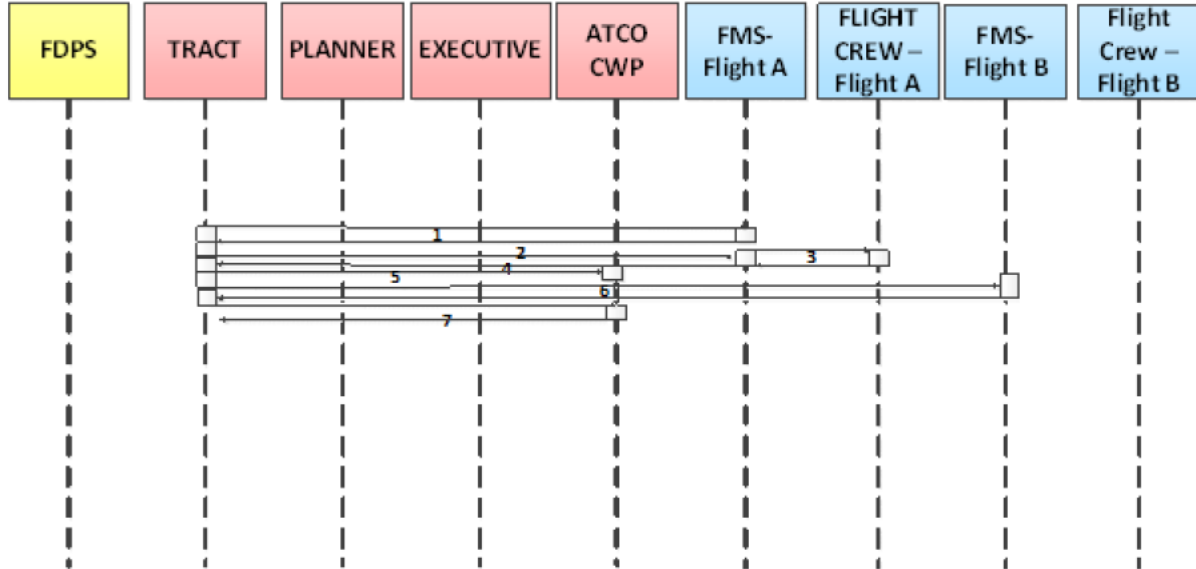 FDPS
TRACT
PLANNER
EXECUTIVE
ATCO
CWP
FMS-
Flight A
FLIGHT
CREW –
Flight A
FMS-
Flight B
Flight
Crew –
Flight B
1
2
3
4
5
6
7